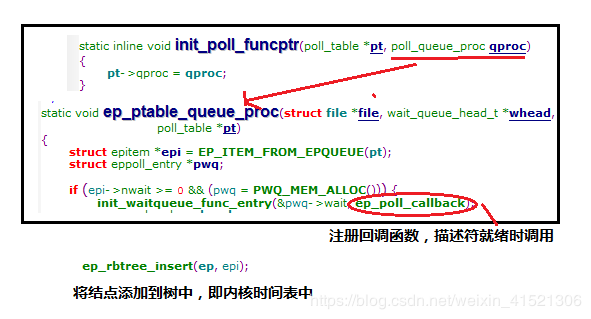 static inline void init_poll_funcptr(poll_table *pt, poll_queue_proc qproc)
{
pt->qproc = qproc;
}
static void ep_ptable_queue_proc(struct file *file, wait_queue_head_t *whead,
poll_table *pt)
{
struct epitem *epi = EP_ITEM_FROM_EPQUEUE(pt);
struct eppoll_entry *pwq;
if (epi->nwait >= 0 && (pwq = PWQ_MEM_ALLOC())) {
init_waitqueue_func_entry(&pwq->wait, ep_poll_callback);
注册回调函数，描述符就绪时调用
ep_rbtree_insert(ep, epi);
将结点添加到树中，即内核时间表中
https://blog.csdn.net/weixin_41521306